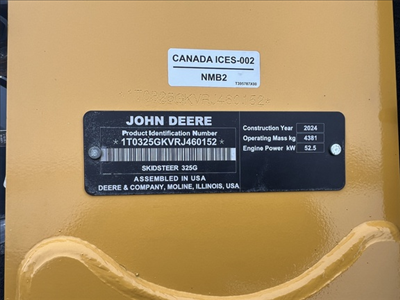 CANADA ICES-002
NMB2
*1T0325GKVRJ460152*
JOHN DEERE
Product Identification Number
*1T0325GKVRJ460152*
SKIDSTEER 325G
ASSEMBLED IN USA
DEERE & COMPANY, MOLINE, ILLINOIS, USA
Construction Year 2024
Operating Mass kg 4381
Engine Power kW 52.5